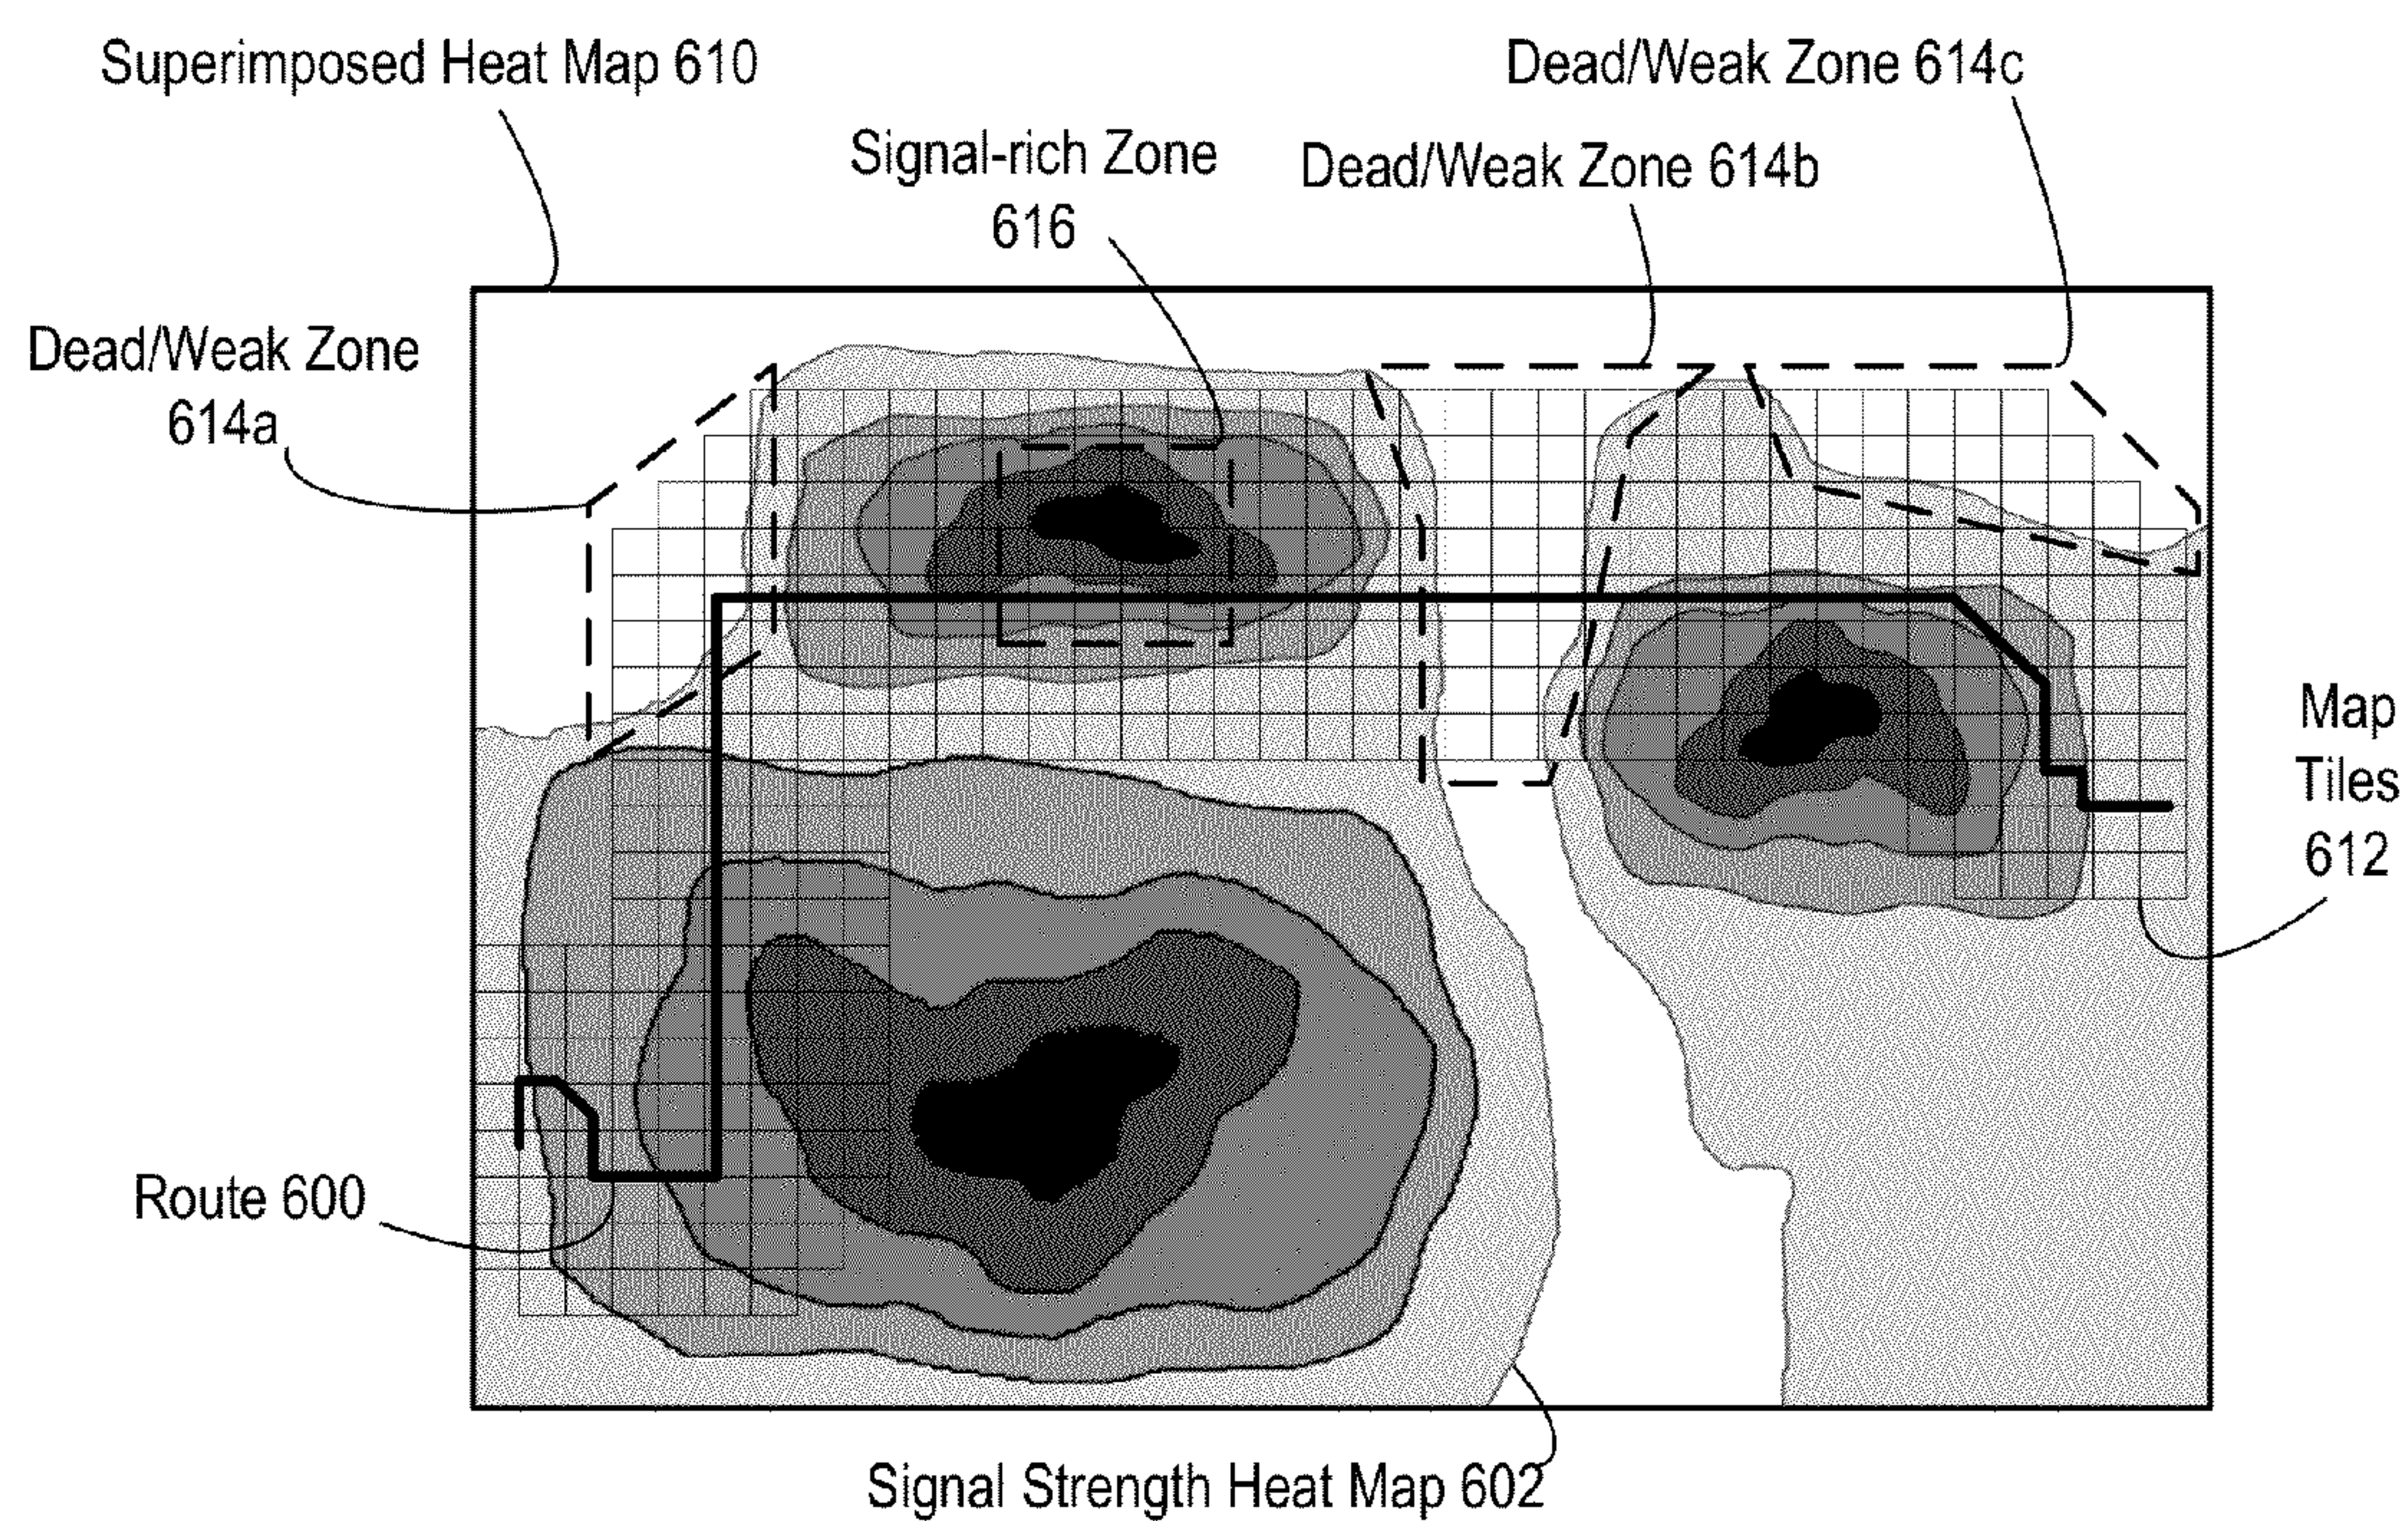 Superimposed Heat Map 610
Dead/Weak Zone 614c
Signal-rich Zone
616
Dead/Weak Zone 614b
Dead/Weak Zone
614a
Map
Tiles
612
Route 600
Signal Strength Heat Map 602